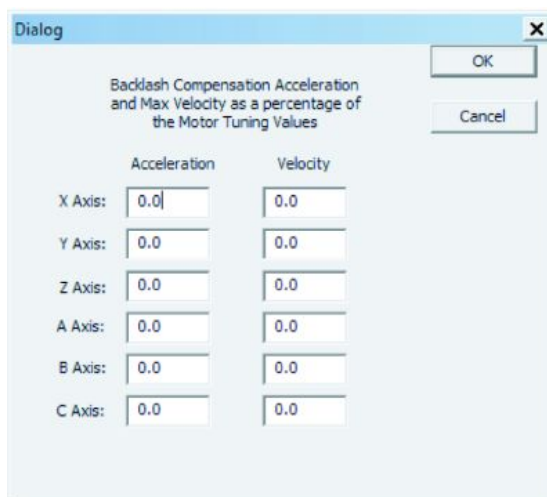 Dialog
OK
Backlash Compensation Acceleration
and Max Velocity as a percentage of
the Motor Tuning Values
Cancel
Acceleration Velocity
X Axis: 0.0 0.0
Y Axis: 0.0 0.0
Z Axis: 0.0 0.0
A Axis: 0.0 0.0
B Axis: 0.0 0.0
C Axis: 0.0 0.0